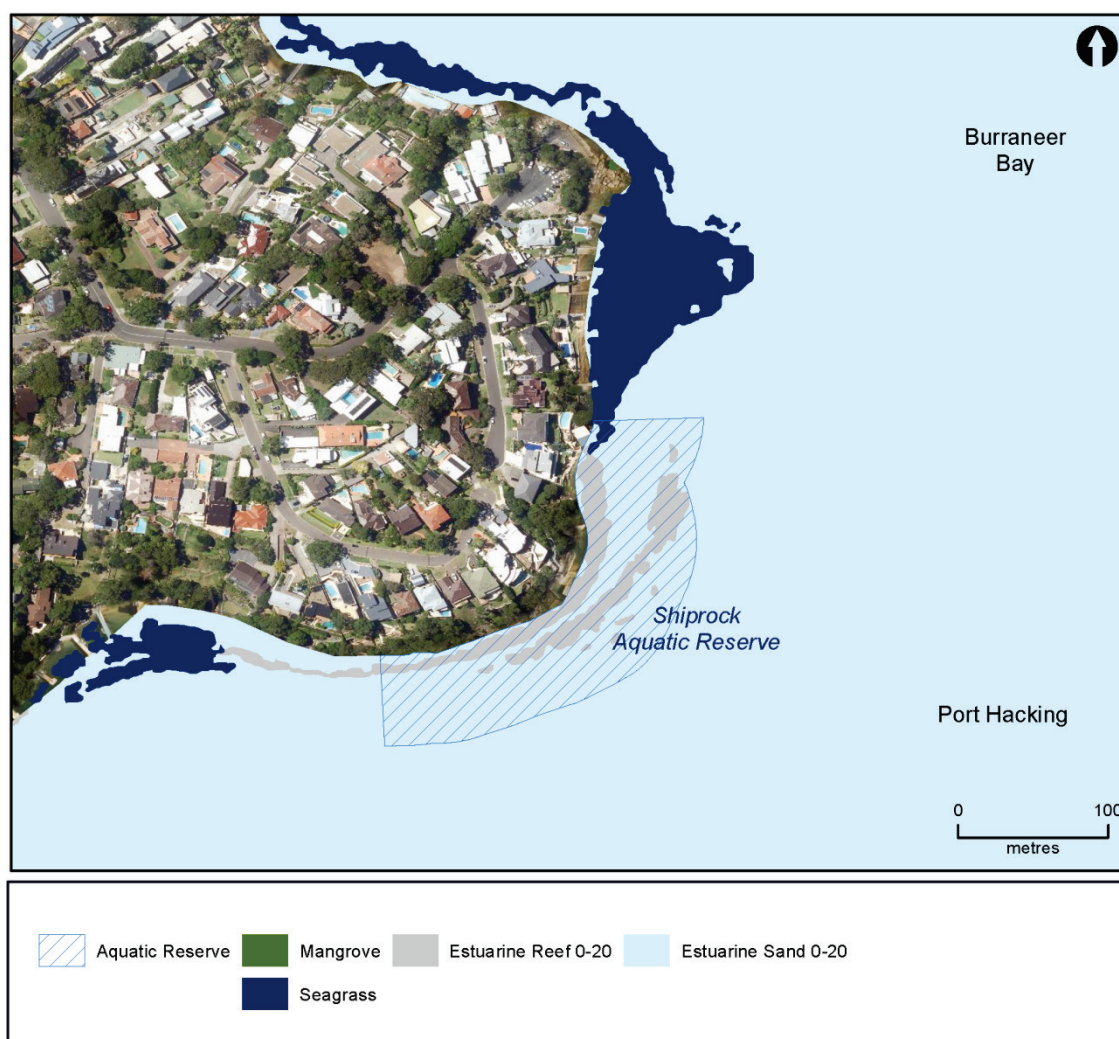 Burraneer
Bay
Shiprock
Aquatic Reserve
Port Hacking
0 100
metres
Aquatic Reserve
Mangrove
Estuarine Reef 0-20
Estuarine Sand 0-20
Seagrass